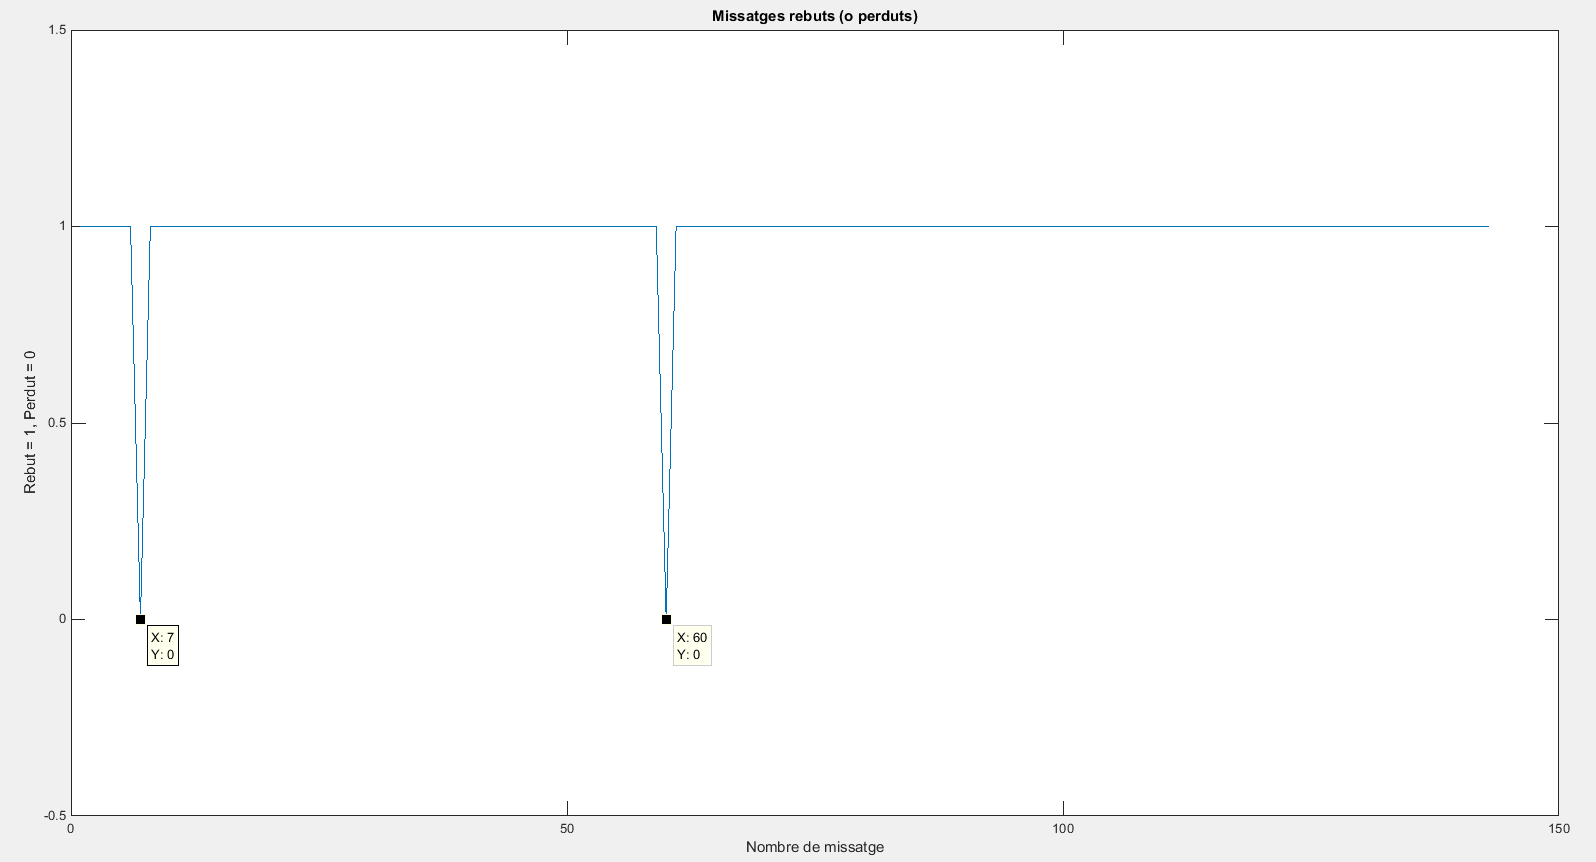 Missatges rebuts (o perduts)
1.5
1
0.5
0
-0.5
Rebut = 1, Perdut = 0
X: 7
Y: 0
X: 60
Y: 0
0
50
100
150
Nombre de missatge